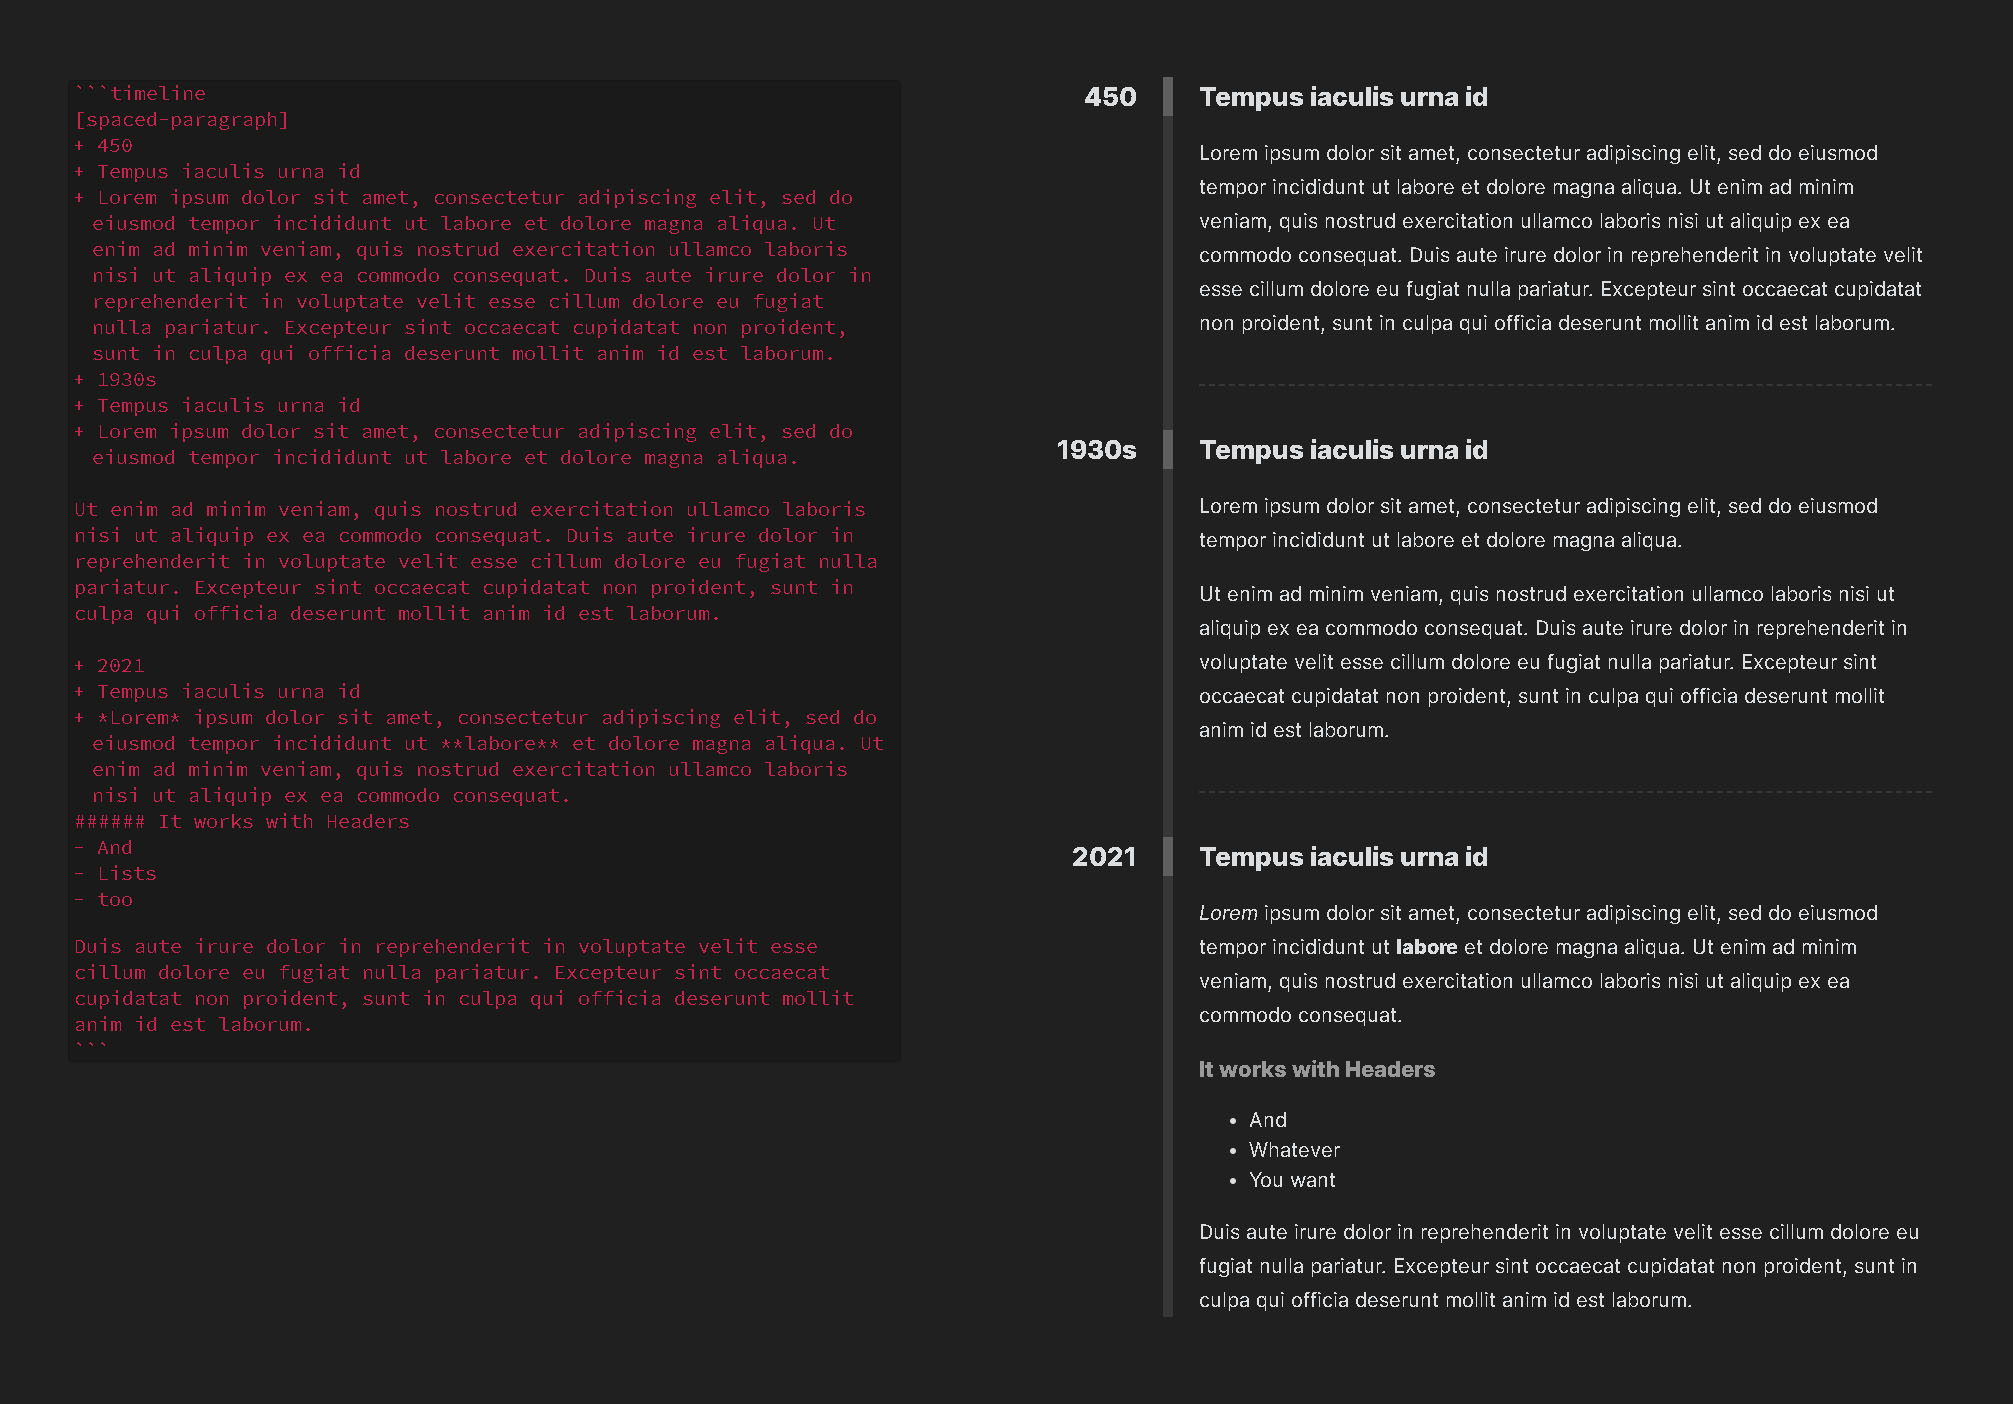 ```timeline
[spaced-paragraph]
+ 450
+ Tempus iaculis urna id
+ Lorem ipsum dolor sit amet, consectetur adipiscing elit, sed do
eiusmod tempor incididunt ut labore et dolore magna aliqua. Ut
enim ad minim veniam, quis nostrud exercitation ullamco laboris
nisi ut aliquip ex ea commodo consequat. Duis aute irure dolor in
reprehenderit in voluptate velit esse cillum dolore eu fugiat
nulla pariatur. Excepteur sint occaecat cupidatat non proident,
sunt in culpa qui officia deserunt mollit anim id est laborum.
+ 1930s
+ Tempus iaculis urna id
+ Lorem ipsum dolor sit amet, consectetur adipiscing elit, sed do
eiusmod tempor incididunt ut labore et dolore magna aliqua.
Ut enim ad minim veniam, quis nostrud exercitation ullamco laboris
nisi ut aliquip ex ea commodo consequat. Duis aute irure dolor in
reprehenderit in voluptate velit esse cillum dolore eu fugiat nulla
pariatur. Excepteur sint occaecat cupidatat non proident, sunt in
culpa qui officia deserunt mollit anim id est laborum.
+ 2021
+ Tempus iaculis urna id
+ *Lorem* ipsum dolor sit amet, consectetur adipiscing elit, sed do
eiusmod tempor incididunt ut **labore** et dolore magna aliqua. Ut
enim ad minim veniam, quis nostrud exercitation ullamco laboris
nisi ut aliquip ex ea commodo consequat.
###### It works with Headers
- And
- Lists
- too
Duis aute irure dolor in reprehenderit in voluptate velit esse
cillum dolore eu fugiat nulla pariatur. Excepteur sint occaecat
cupidatat non proident, sunt in culpa qui officia deserunt mollit
anim id est laborum.
```
450
Tempus iaculis urna id
Lorem ipsum dolor sit amet, consectetur adipiscing elit, sed do eiusmod
tempor incididunt ut labore et dolore magna aliqua. Ut enim ad minim
veniam, quis nostrud exercitation ullamco laboris nisi ut aliquip ex ea
commodo consequat. Duis aute irure dolor in reprehenderit in voluptate velit
esse cillum dolore eu fugiat nulla pariatur. Excepteur sint occaecat cupidatat
non proident, sunt in culpa qui officia deserunt mollit anim id est laborum.
1930s
Tempus iaculis urna id
Lorem ipsum dolor sit amet, consectetur adipiscing elit, sed do eiusmod
tempor incididunt ut labore et dolore magna aliqua.
Ut enim ad minim veniam, quis nostrud exercitation ullamco laboris nisi ut
aliquip ex ea commodo consequat. Duis aute irure dolor in reprehenderit in
voluptate velit esse cillum dolore eu fugiat nulla pariatur. Excepteur sint
occaecat cupidatat non proident, sunt in culpa qui officia deserunt mollit
anim id est laborum.
2021
Tempus iaculis urna id
Lorem ipsum dolor sit amet, consectetur adipiscing elit, sed do eiusmod
tempor incididunt ut labore et dolore magna aliqua. Ut enim ad minim
veniam, quis nostrud exercitation ullamco laboris nisi ut aliquip ex ea
commodo consequat.
It works with Headers
• And
• Whatever
• You want
Duis aute irure dolor in reprehenderit in voluptate velit esse cillum dolore eu
fugiat nulla pariatur. Excepteur sint occaecat cupidatat non proident, sunt in
culpa qui officia deserunt mollit anim id est laborum.